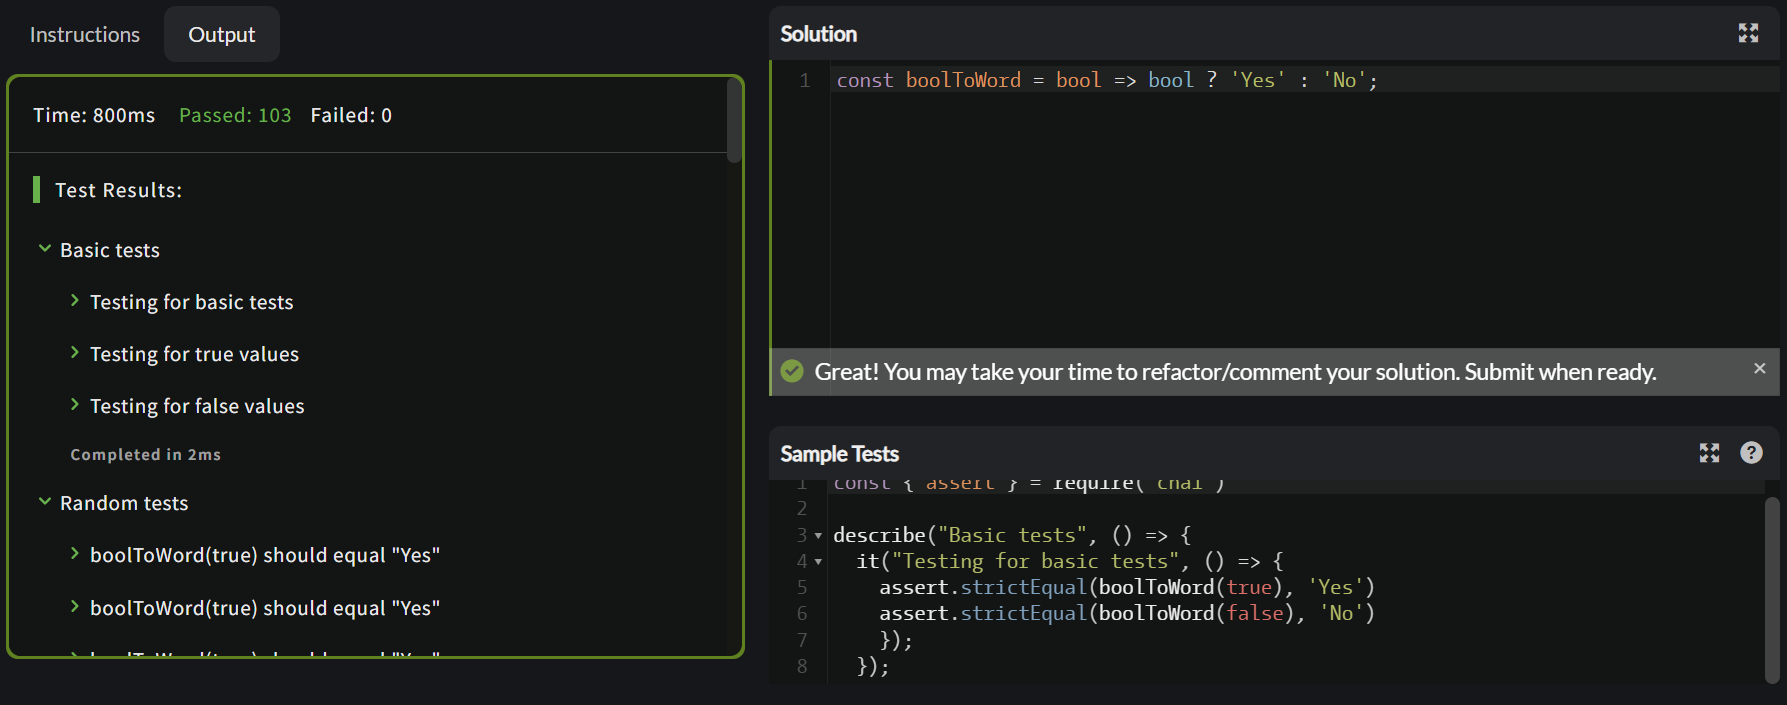 Instructions
Output
Time: 800ms Passed: 103 Failed: 0
Test Results:
Basic tests
Testing for basic tests
Testing for true values
Testing for false values
Completed in 2ms
Random tests
boolToWord(true) should equal "Yes"
boolToWord(true) should equal "Yes"
Solution
1 const boolToWord = bool => bool ? 'Yes' : 'No';
Great! You may take your time to refactor/comment your solution. Submit when ready.
Sample Tests
1 const { assert } = require( chai )
2
3 describe("Basic tests", () => {
4 it("Testing for basic tests", () => {
5 assert.strictEqual(boolToWord(true), 'Yes')
6 assert.strictEqual(boolToWord(false), 'No')
7 });
8 });